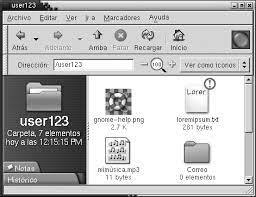 user123
Archivo Editar Ver Ir Marcadores Ayuda
Atrás Adelante Arriba Parar Recargar Inicio
Dirección: /user123 100 Ver como iconos
user123
Carpeta, 7 elementos
hoy a las 12:15:15 PM
Notas
Histórico
gnome-help.png
2.7 K
Lorer
loremipsum.txt
281 bytes
mimúsica.mp3
11 bytes
Correo
0 elementos